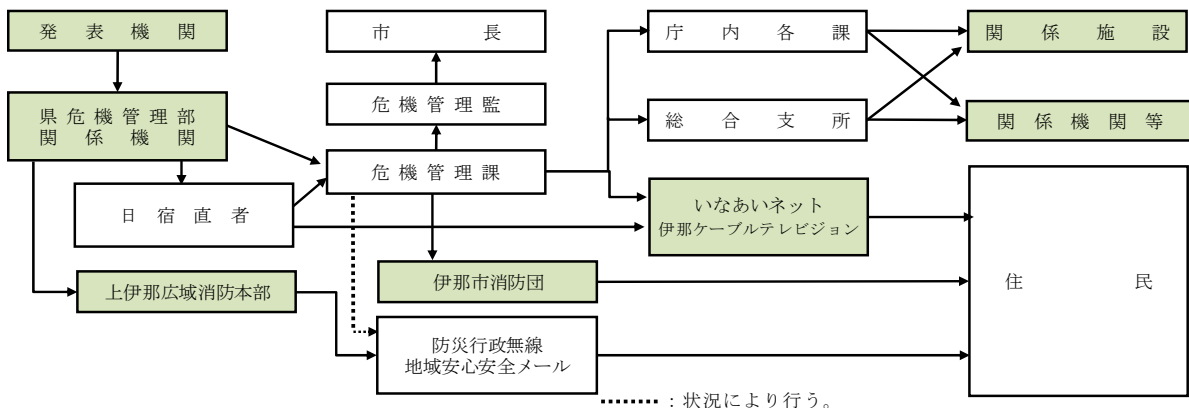 発表機関
市長
庁内各課
関係施設
県危機管理部
関係機関
危機管理監
総合支所
関係機関等
危機管理課
日宿直者
いなあいネット
伊那ケーブルテレビジョン
住民
上伊那広域消防本部
伊那市消防団
防災行政無線
地域安心安全メール
：状況により行う。